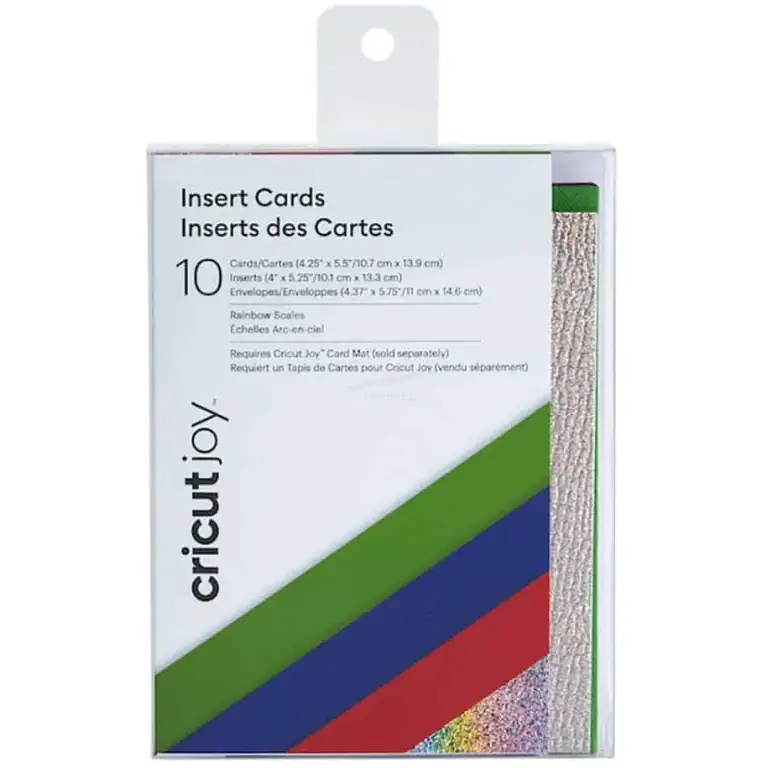 Insert Cards
Inserts des Cartes
10
Cards/Cartes (4.25" x 5.5"/10.7 cm x 13.9 cm)
Inserts (4" x 5.25"/10.1 cm x 13.3 cm)
Envelopes/Enveloppes (4.37" x 5.75"/11 cm x 14.6 cm)
Rainbow Scales
Échelles Arc-en-ciel
Requires Cricut Joy™ Card Mat (sold separately)
Requiert un Tapis de Cartes pour Cricut Joy (vendu séparément)
cricut joy™